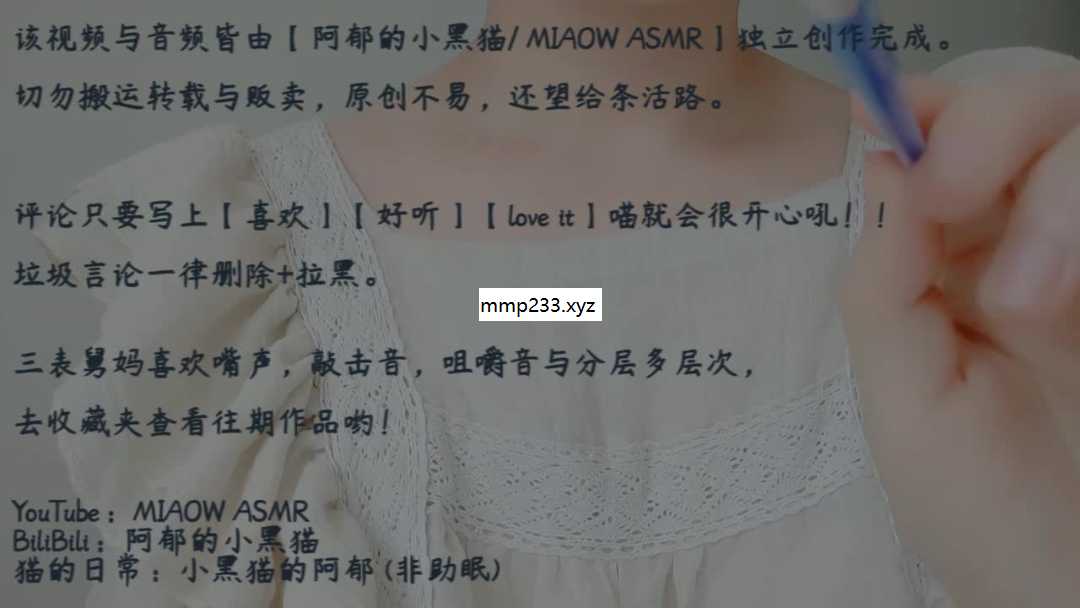 该视频与音频皆由【阿郁的小黑猫/ MIAOW ASMR】独立创作完成。
切勿搬运转载与贩卖，原创不易，还望给条活路。
评论只要写上【喜欢】【好听】【love it】喵就会很开心吼！！
垃圾言论一律删除+拉黑。
mmp233.xyz
三表舅妈喜欢嘴声，敲击音，咀嚼音与分层多层次，
去收藏夹查看往期作品哟！
YouTube：MIAOW ASMR
BiliBili：阿郁的小黑猫
猫的日常：小黑猫的阿郁(非助眠)